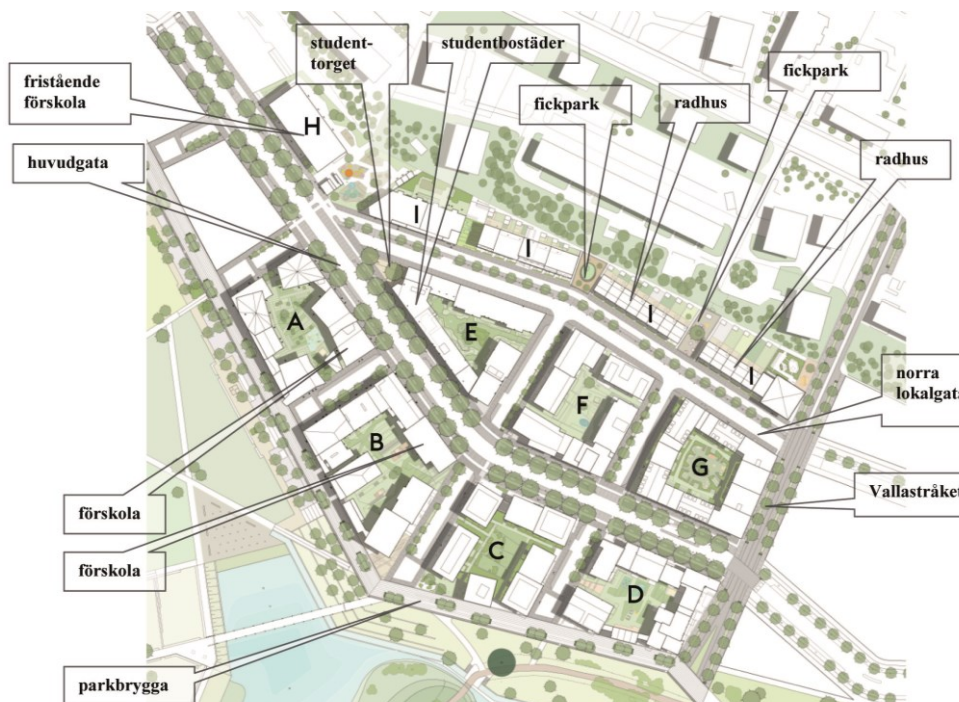 student-
torget
studentbostäder
fickpark
fristående
förskola
fickpark
radhus
H
huvudgata
radhus
I
I
A
I
E
norra
lokalgata
F
I
B
G
Vallastråket
förskola
C
förskola
D
parkbrygga